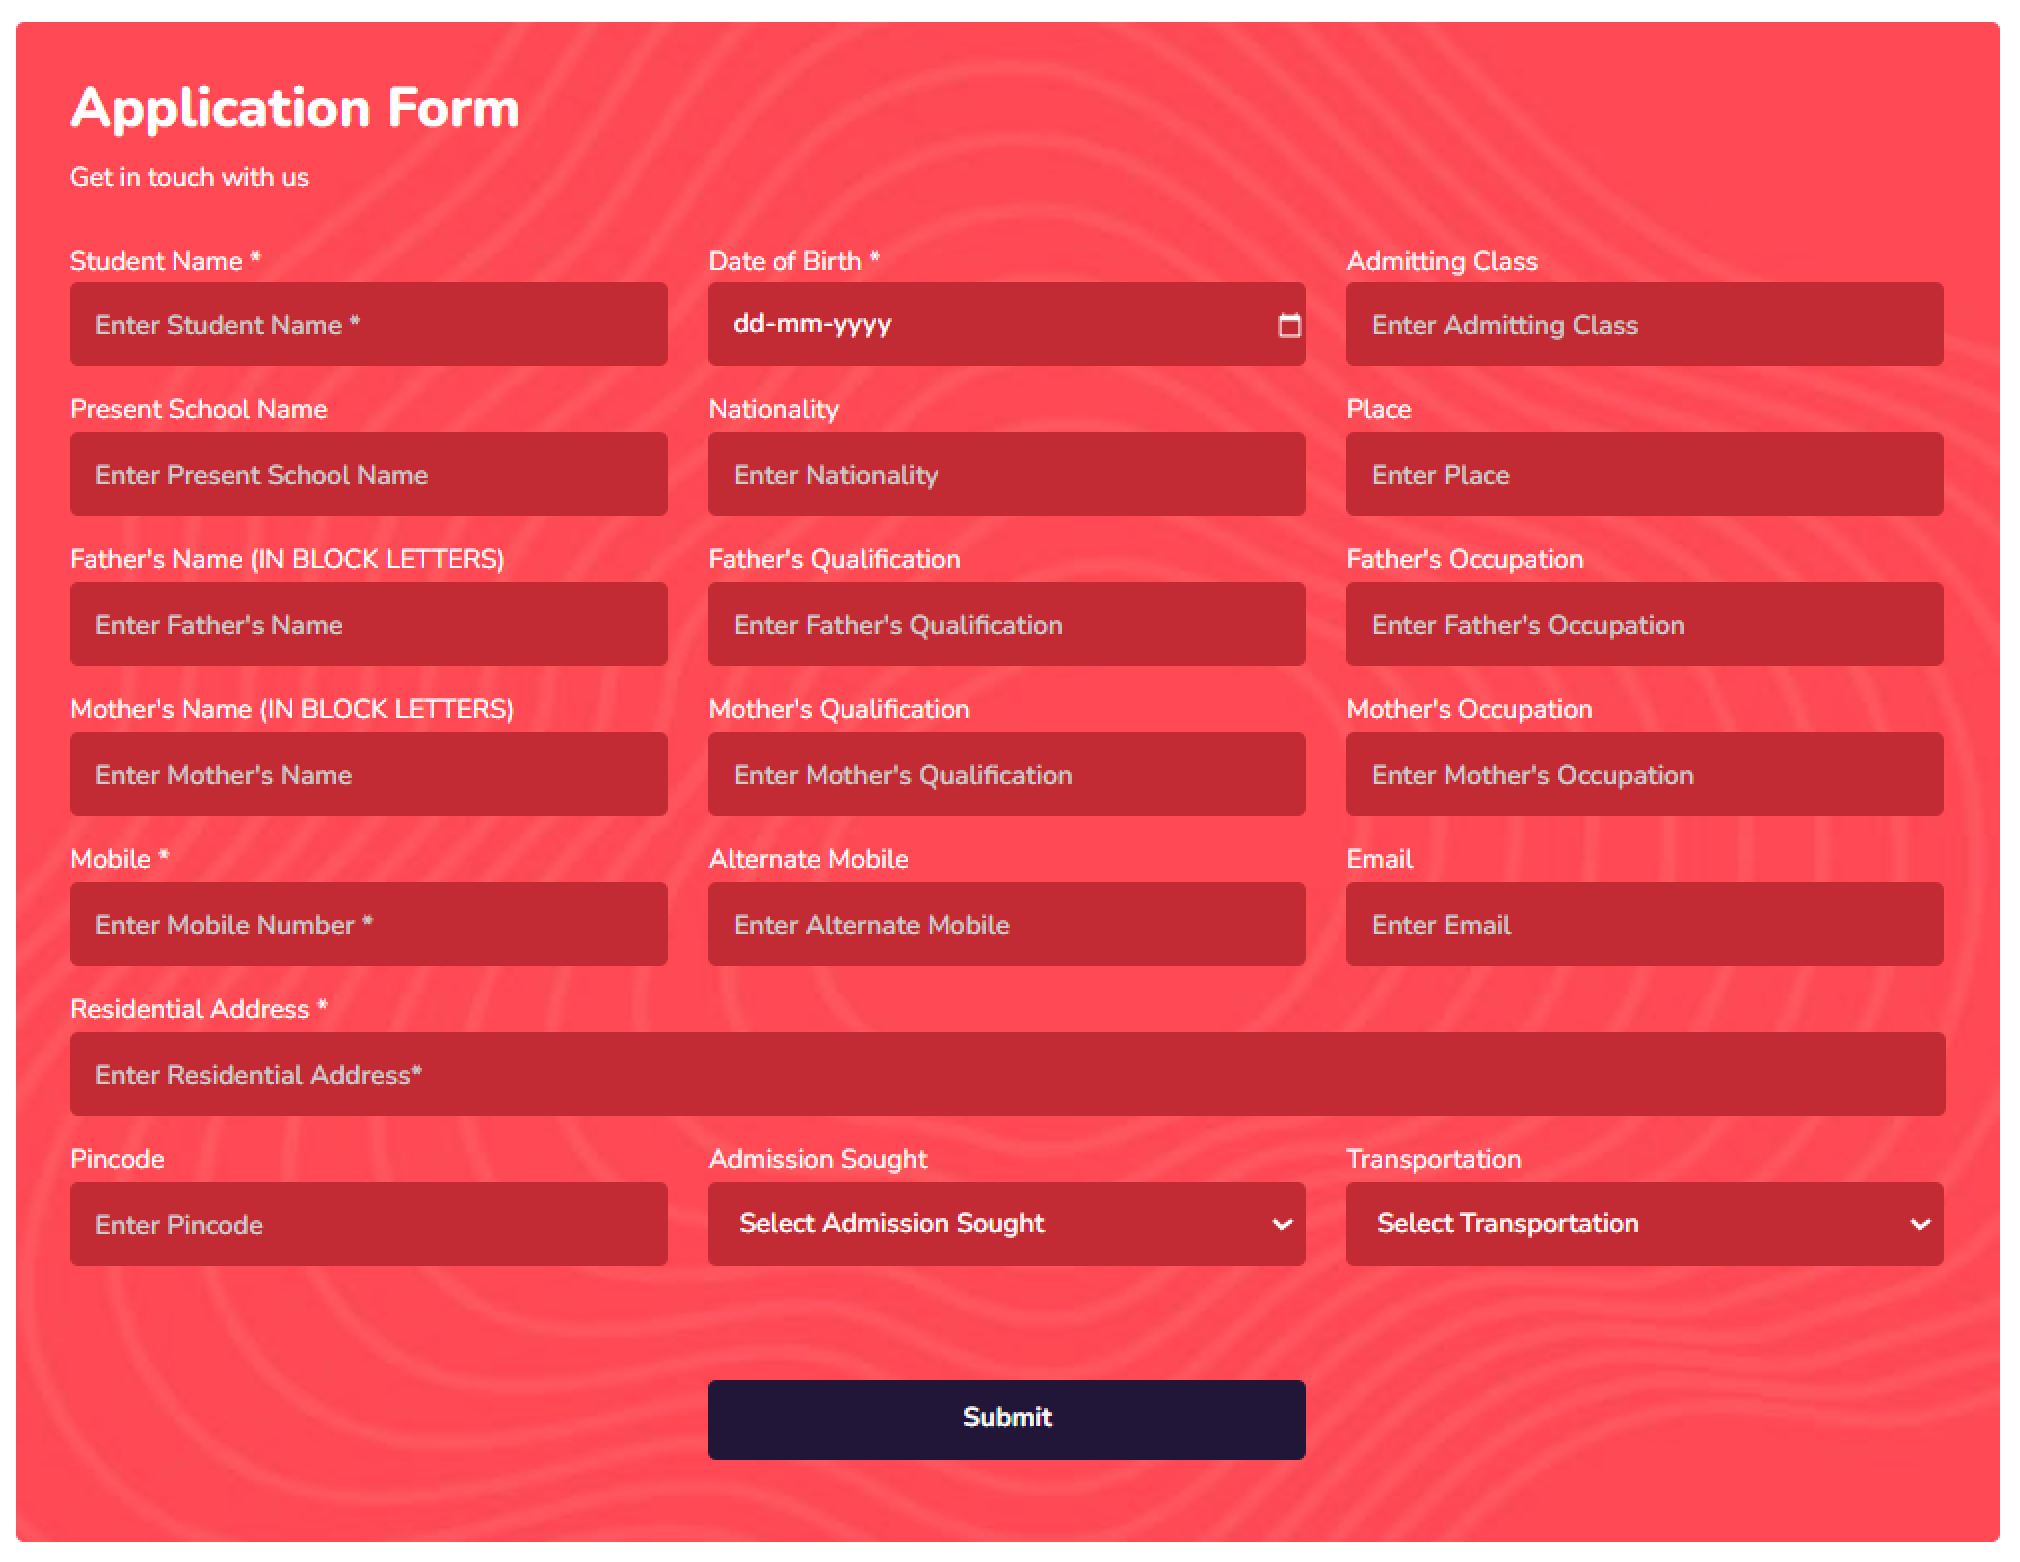 Application Form
Get in touch with us
Student Name * Date of Birth * Admitting Class
Enter Student Name * dd-mm-yyyy Enter Admitting Class
Present School Name Nationality Place
Enter Present School Name Enter Nationality Enter Place
Father's Name (IN BLOCK LETTERS) Father's Qualification Father's Occupation
Enter Father's Name Enter Father's Qualification Enter Father's Occupation
Mother's Name (IN BLOCK LETTERS) Mother's Qualification Mother's Occupation
Enter Mother's Name Enter Mother's Qualification Enter Mother's Occupation
Mobile * Alternate Mobile Email
Enter Mobile Number * Enter Alternate Mobile Enter Email
Residential Address *
Enter Residential Address*
Pincode Admission Sought Transportation
Enter Pincode Select Admission Sought Select Transportation
Submit